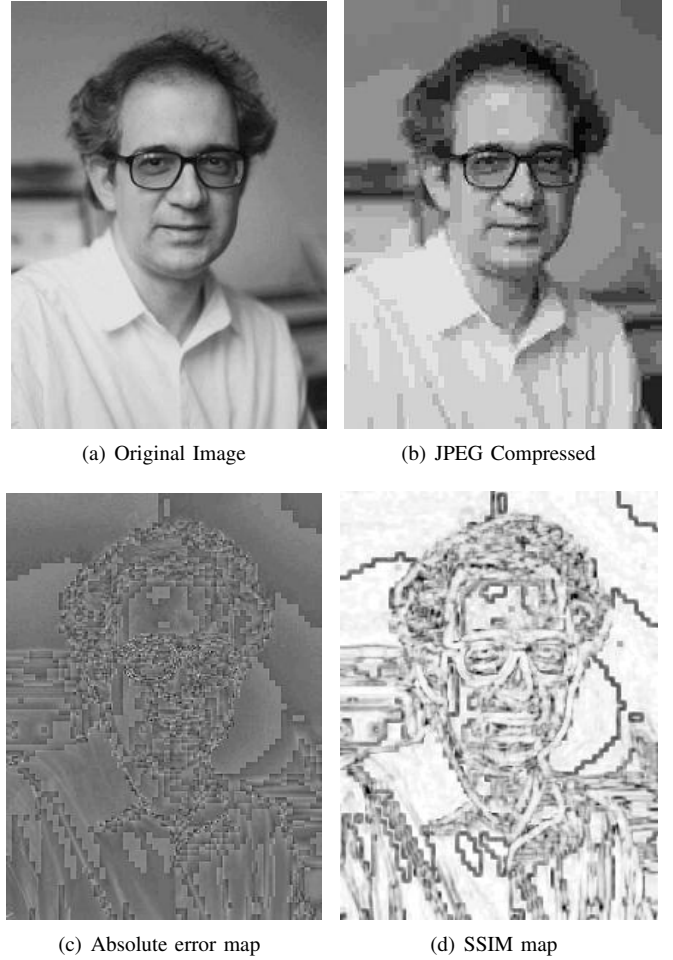 (a) Original Image
(b) JPEG Compressed
(c) Absolute error map
(d) SSIM map